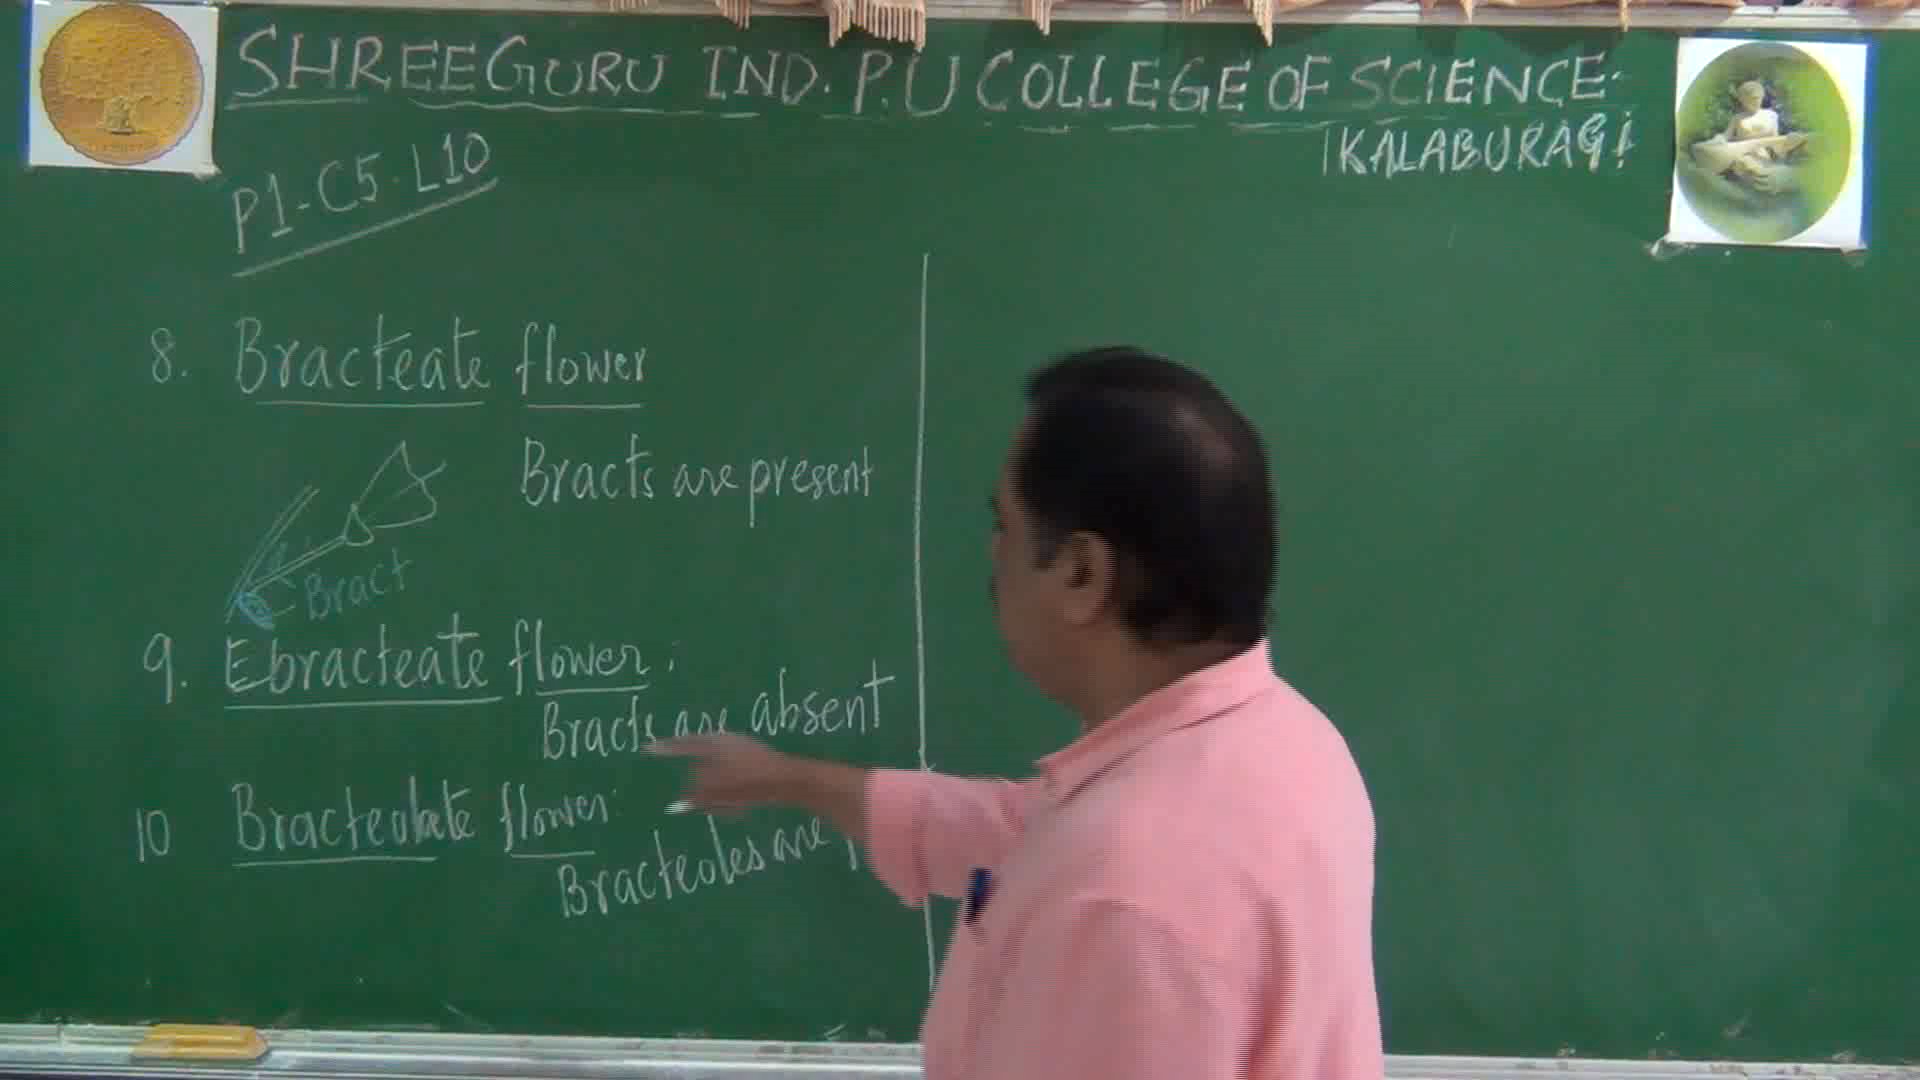 SHREEGURU IND. P.U COLLEGE OF SCIENCE.
KALABURAGI
P1-C5-L10
8. Bracteate flower
Bracts are present
Bract
9. Ebracteate flower:
Bracts are absent
10 Bracteolate flower:
Bracteoles are